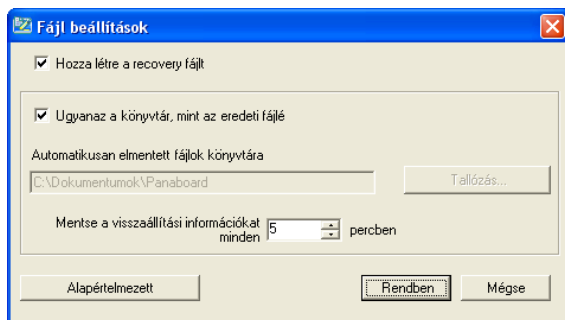 Fájl beállítások
Hozza létre a recovery fájlt
Ugyanaz a könyvtár, mint az eredeti fájlé
Automatikusan elmentett fájlok könyvtára
C:\Dokumentumok\Panaboard
Tallózás...
Mentse a visszaállítási információkat
minden 5 percben
Alapértelmezett Rendben Mégse